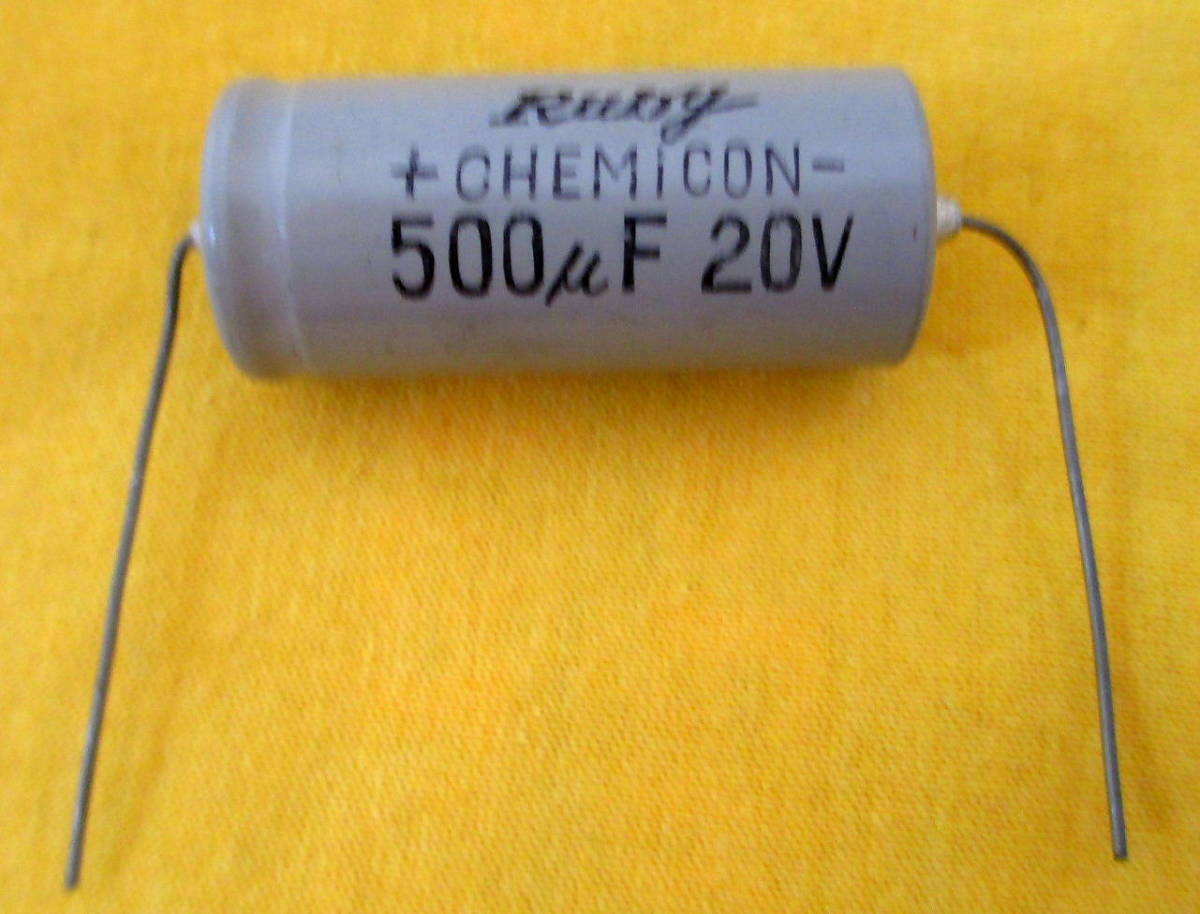 Ruby
+CHEMiCON-
500μF 20V